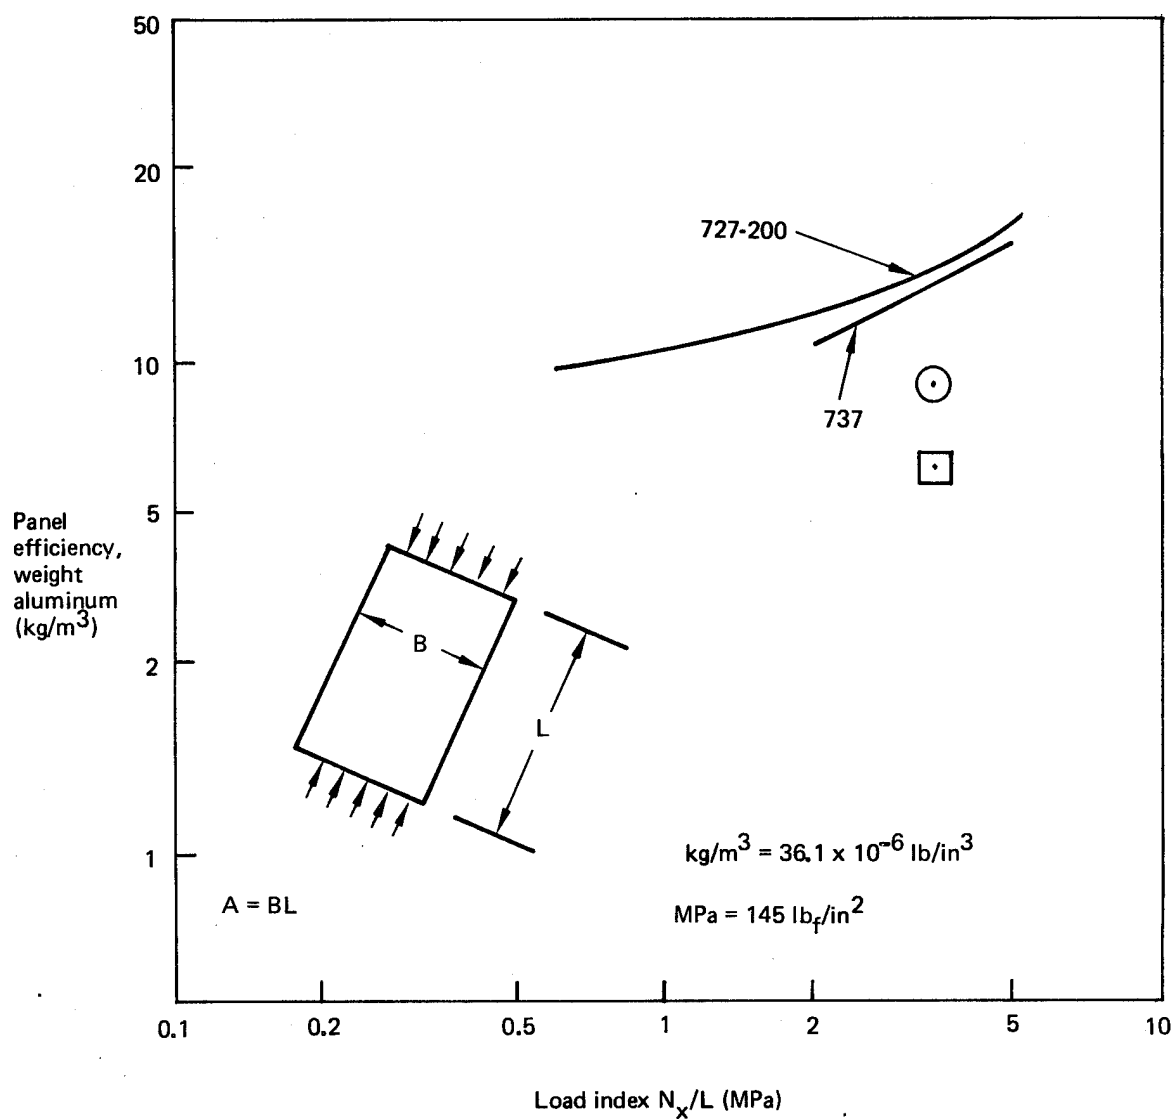 50
20
10
5
2
1
Panel
efficiency,
weight
aluminum
(kg/m³)
727-200
737
B
L
kg/m³ = 36.1 x 10⁻⁶ lb/in³
A = BL
MPa = 145 lb_f/in²
0.1
0.2
0.5
1
2
5
10
Load index N_x/L (MPa)